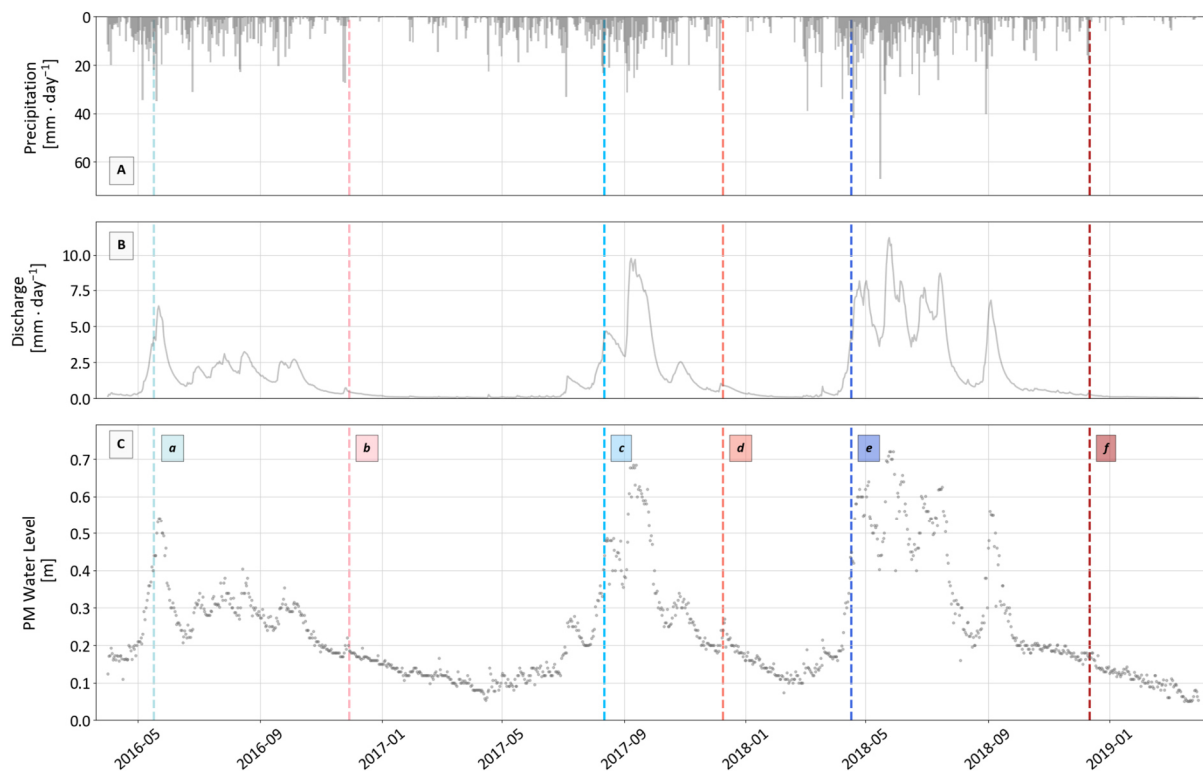 0
20
40
60
Precipitation
[mm · day⁻¹]
A
10.0
7.5
5.0
2.5
0.0
Discharge
[mm · day⁻¹]
B
0.7
0.6
0.5
0.4
0.3
0.2
0.1
0.0
PM Water Level
[m]
C
a
b
c
d
e
f
2016-05
2016-09
2017-01
2017-05
2017-09
2018-01
2018-05
2018-09
2019-01